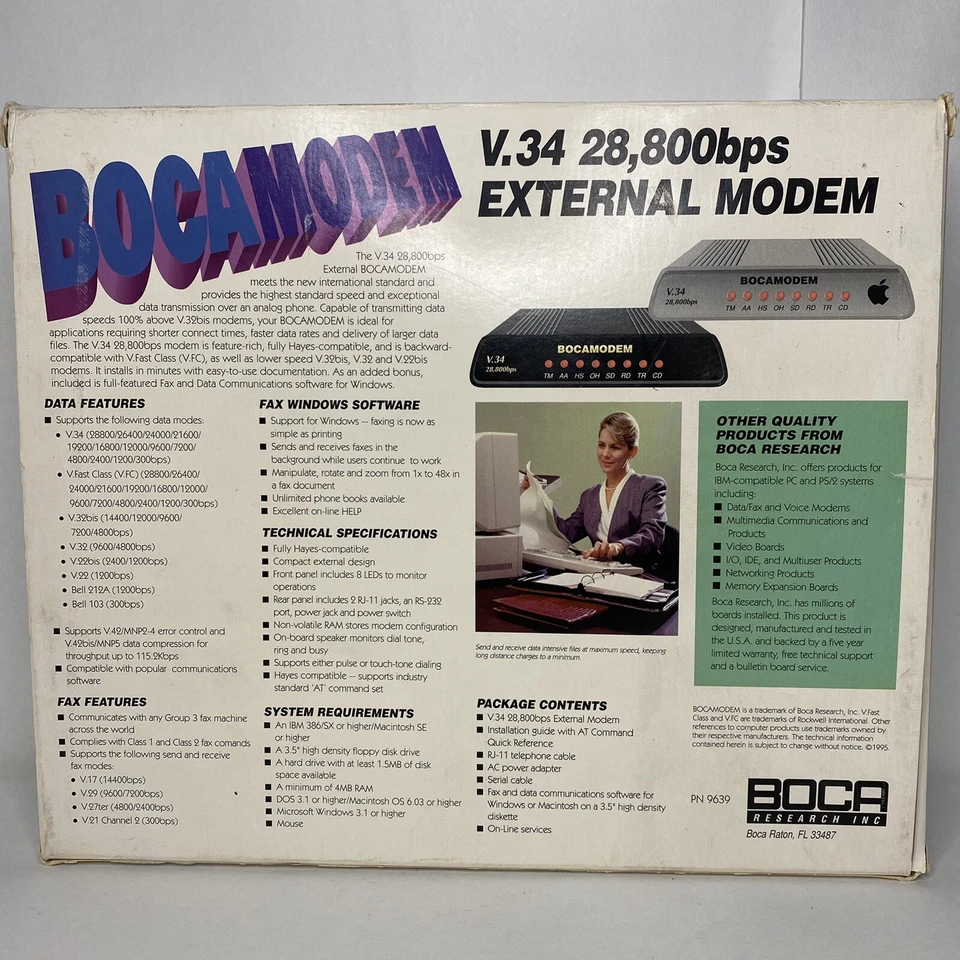 BOCAMODEM
V.34 28,800bps
EXTERNAL MODEM
The V.34 28,800bps
External BOCAMODEM
meets the new international standard and
provides the highest standard speed and exceptional
data transmission over an analog phone. Capable of transmitting data
speeds 100% above V.32bis modems, your BOCAMODEM is ideal for
applications requiring shorter connect times, faster data rates and delivery of larger data
files. The V.34 28,800bps modem is feature-rich, fully Hayes-compatible, and is backward-
compatible with V.Fast Class (V.FC), as well as lower speed V.32bis, V.32 and V.22bis
modems. It installs in minutes with easy-to-use documentation. As an added bonus,
included is full-featured Fax and Data Communications software for Windows.
BOCAMODEM
V.34
28,800bps
TM AA HS OH SD RD TR CD
BOCAMODEM
V.34
28,800bps
TM AA HS OH SD RD TR CD
DATA FEATURES
■ Supports the following data modes:
• V.34 (28800/26400/24000/21600/
19200/16800/12000/9600/7200/
4800/2400/1200/300bps)
• V.Fast Class (V.FC) (28800/26400/
24000/21600/19200/16800/12000/
9600/7200/4800/2400/1200/300bps)
• V.32bis (14400/12000/9600/
7200/4800bps)
• V.32 (9600/4800bps)
• V.22bis (2400/1200bps)
• V.22 (1200bps)
• Bell 212A (1200bps)
• Bell 103 (300bps)
■ Supports V.42/MNP2-4 error control and
V.42bis/MNP5 data compression for
throughput up to 115.2Kbps
■ Compatible with popular communications
software
FAX FEATURES
■ Communicates with any Group 3 fax machine
across the world
■ Complies with Class 1 and Class 2 fax comands
■ Supports the following send and receive
fax modes:
• V.17 (14400bps)
• V.29 (9600/7200bps)
• V.27ter (4800/2400bps)
• V.21 Channel 2 (300bps)
FAX WINDOWS SOFTWARE
■ Support for Windows -- faxing is now as
simple as printing
■ Sends and receives faxes in the
background while users continue to work
■ Manipulate, rotate and zoom from 1x to 48x in
a fax document
■ Unlimited phone books available
■ Excellent on-line HELP
TECHNICAL SPECIFICATIONS
■ Fully Hayes-compatible
■ Compact external design
■ Front panel includes 8 LEDs to monitor
operations
■ Rear panel includes 2 RJ-11 jacks, an RS-232
port, power jack and power switch
■ Non-volatile RAM stores modem configuration
■ On-board speaker monitors dial tone,
ring and busy
■ Supports either pulse or touch-tone dialing
■ Hayes compatible -- supports industry
standard 'AT' command set
SYSTEM REQUIREMENTS
■ An IBM 386/SX or higher/Macintosh SE
or higher
■ A 3.5" high density floppy disk drive
■ A hard drive with at least 1.5MB of disk
space available
■ A minimum of 4MB RAM
■ DOS 3.1 or higher/Macintosh OS 6.03 or higher
■ Microsoft Windows 3.1 or higher
■ Mouse
Send and receive data intensive files at maximum speed, keeping
long distance charges to a minimum.
PACKAGE CONTENTS
■ V.34 28,800bps External Modem
■ Installation guide with AT Command
Quick Reference
■ RJ-11 telephone cable
■ AC power adapter
■ Serial cable
■ Fax and data communications software for
Windows or Macintosh on a 3.5" high density
diskette
■ On-Line services
OTHER QUALITY
PRODUCTS FROM
BOCA RESEARCH
Boca Research, Inc. offers products for
IBM-compatible PC and PS/2 systems
including:
■ Data/Fax and Voice Modems
■ Multimedia Communications and
Products
■ Video Boards
■ I/O, IDE, and Multiuser Products
■ Networking Products
■ Memory Expansion Boards
Boca Research, Inc. has millions of
boards installed. This product is
designed, manufactured and tested in
the U.S.A. and backed by a five year
limited warranty, free technical support
and a bulletin board service.
BOCAMODEM is a trademark of Boca Research, Inc. V.Fast
Class and V.FC are trademarks of Rockwell International. Other
references to computer products use trademarks owned by
their respective manufacturers. The technical information
contained herein is subject to change without notice. ©1995.
PN 9639
BOCA
RESEARCH INC
Boca Raton, FL 33487